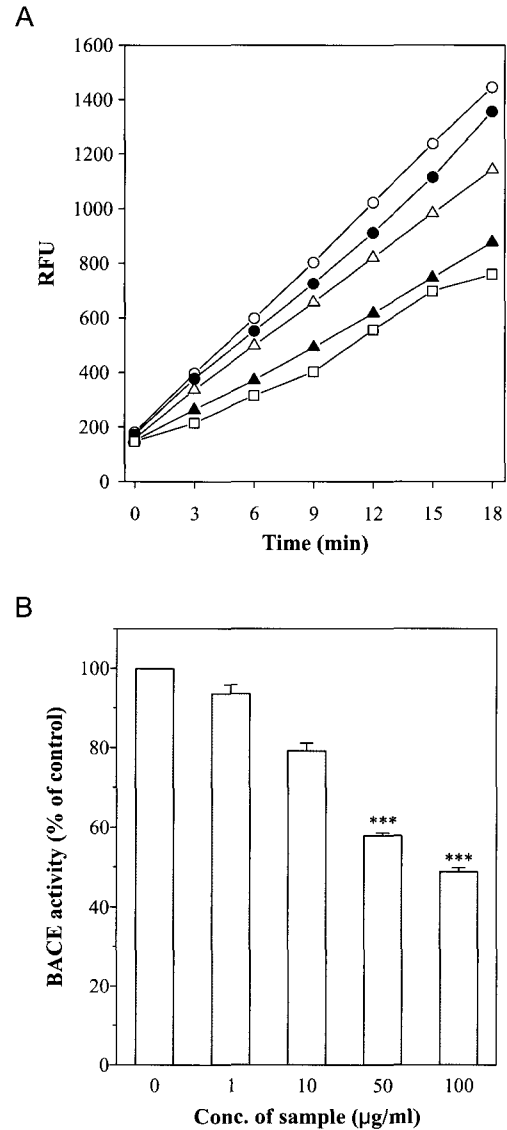 A
1600
1400
1200
1000
800
600
400
200
0
RFU
0 3 6 9 12 15 18
Time (min)
B
100
80
60
40
20
0
BACE activity (% of control)
***
***
0 1 10 50 100
Conc. of sample (μg/ml)